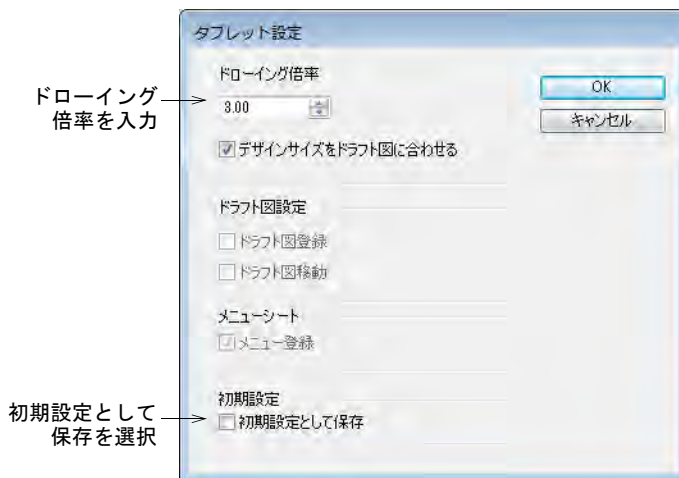 タブレット設定
ドローイング倍率
ドローイング
倍率を入力
3.00
OK
キャンセル
デザインサイズをドラフト図に合わせる
ドラフト図設定
ドラフト図登録
ドラフト図移動
メニューシート
メニュー登録
初期設定
初期設定として
保存を選択
初期設定として保存